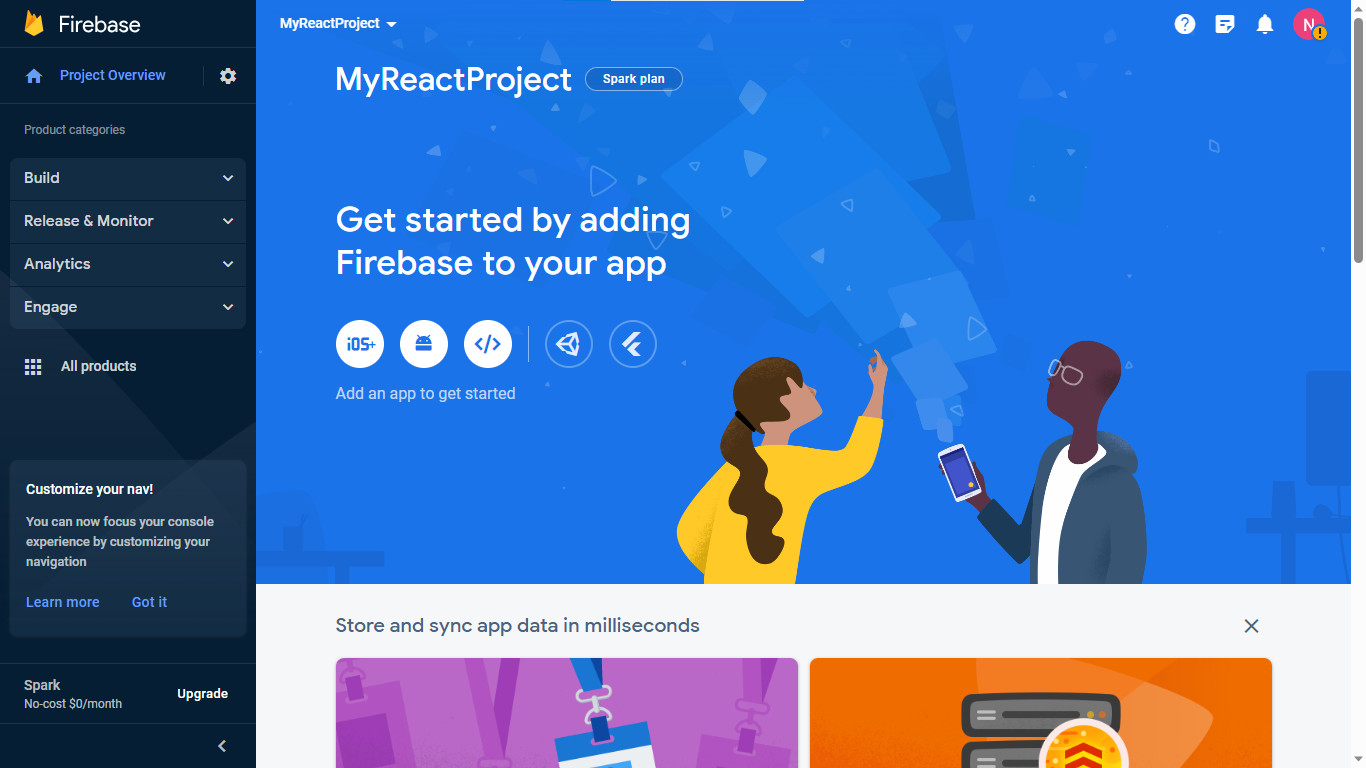 Firebase
MyReactProject
N
Project Overview
MyReactProject
Spark plan
Product categories
Build
Release & Monitor
Analytics
Engage
All products
Get started by adding
Firebase to your app
iOS+
Add an app to get started
Customize your nav!
You can now focus your console
experience by customizing your
navigation
Learn more
Got it
Store and sync app data in milliseconds
Spark
No-cost $0/month
Upgrade